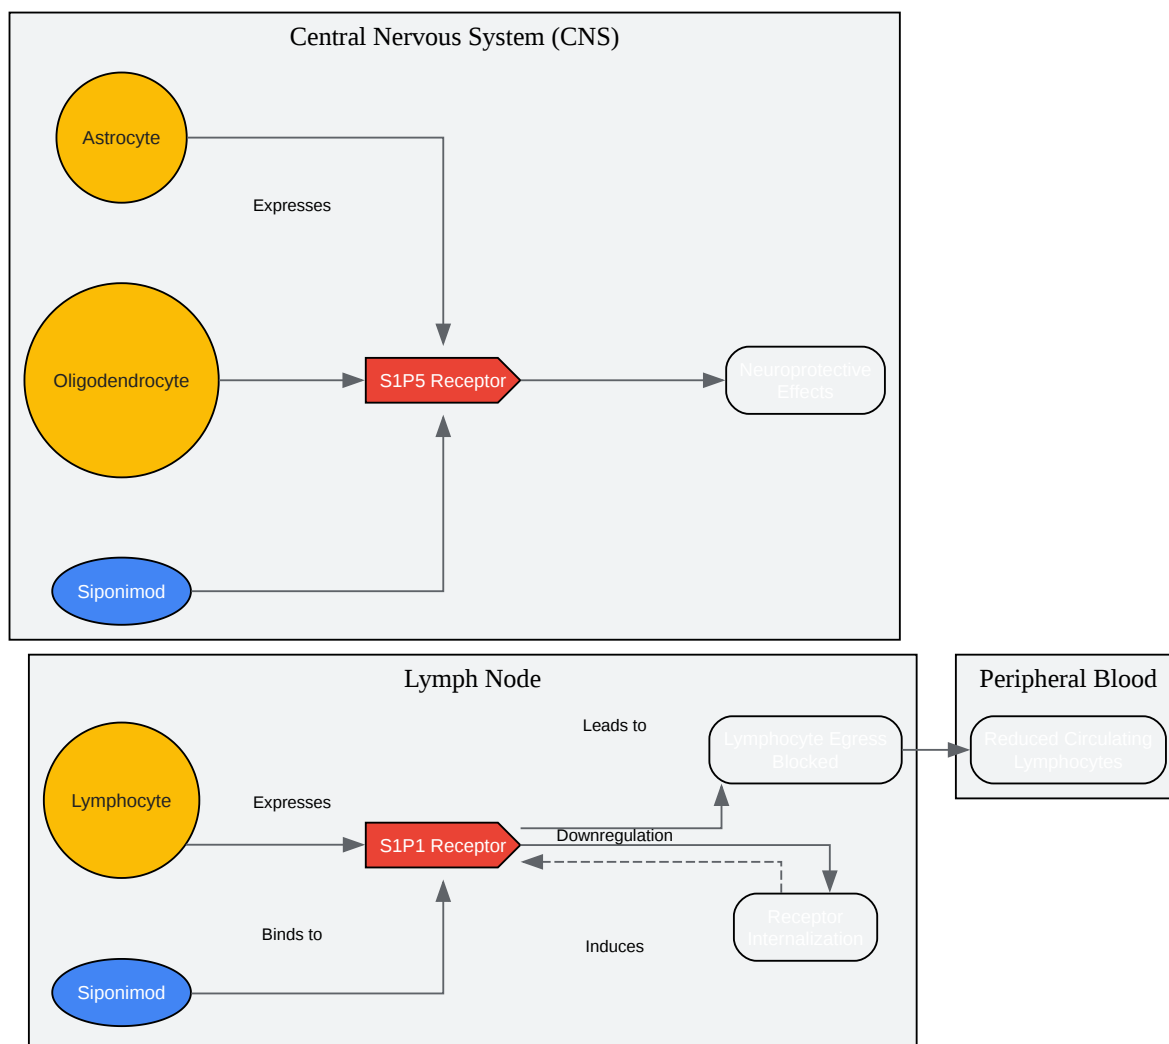 Central Nervous System (CNS)
Astrocyte
Expresses
Oligodendrocyte
S1P5 Receptor
Neuroprotective
Effects
Siponimod
Lymph Node
Peripheral Blood
Leads to
Lymphocyte Egress
Blocked
Reduced Circulating
Lymphocytes
Lymphocyte
Expresses
S1P1 Receptor
Downregulation
Receptor
Internalization
Binds to
Induces
Siponimod